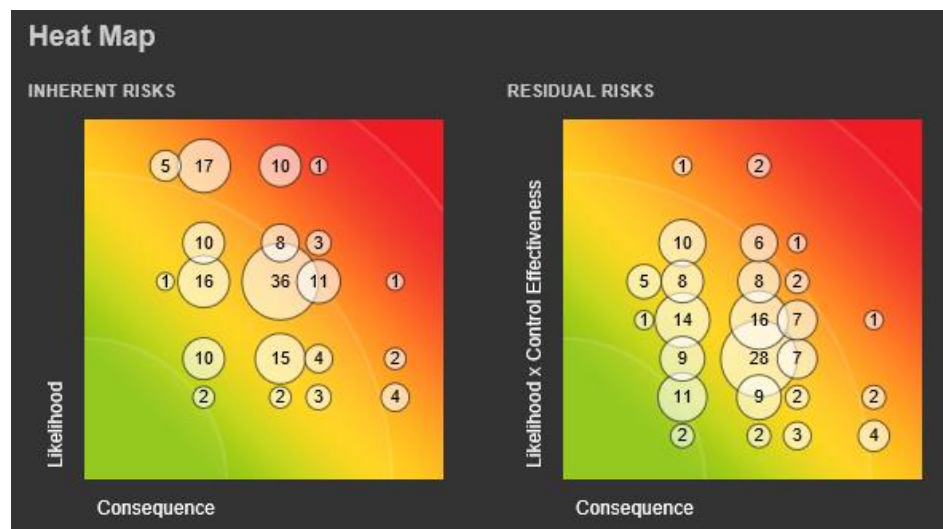 Heat Map
INHERENT RISKS
5 17 10 1
10 8 3
1 16 36 11 1
10 15 4 2
2 2 3 4
Likelihood
Consequence
RESIDUAL RISKS
1 2
10 6 1
5 8 8 2
1 14 16 7 1
9 28 7
11 9 2 2
2 2 3 4
Likelihood x Control Effectiveness
Consequence